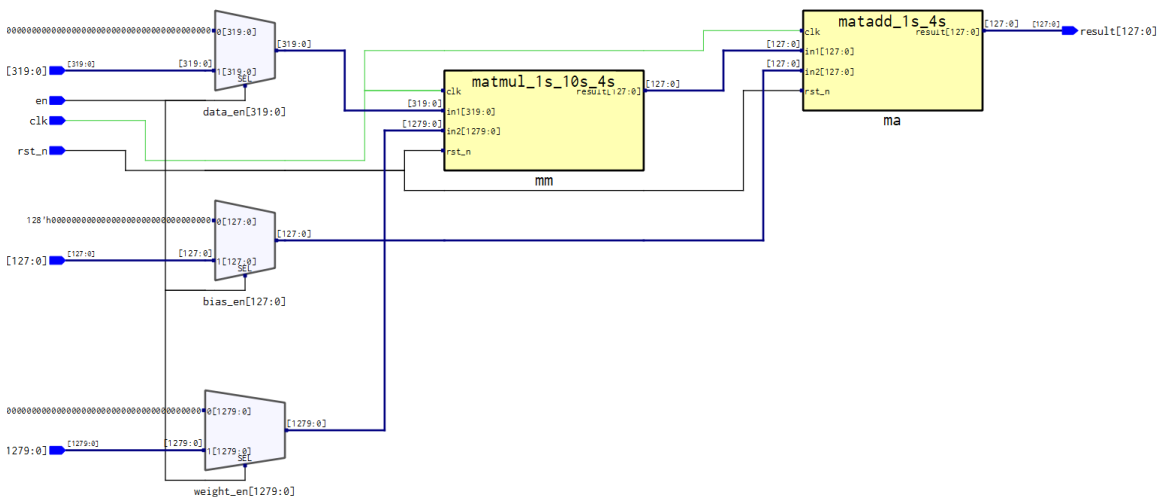 matadd_1s_4s
clk
result[127:0]
[127:0]
[127:0]
result[127:0]
[127:0]
in1[127:0]
[127:0]
in2[127:0]
rst_n
ma
0[319:0]
[319:0]
[319:0]
[319:0]
[319:0]
1[319:0]
SEL
data_en[319:0]
en
clk
rst_n
matmul_1s_10s_4s
clk
result[127:0]
[127:0]
[319:0]
in1[319:0]
[1279:0]
in2[1279:0]
rst_n
mm
0[127:0]
[127:0]
[127:0]
[127:0]
[127:0]
1[127:0]
SEL
bias_en[127:0]
0[1279:0]
[1279:0]
1279:0]
[1279:0]
[1279:0]
1[1279:0]
SEL
weight_en[1279:0]